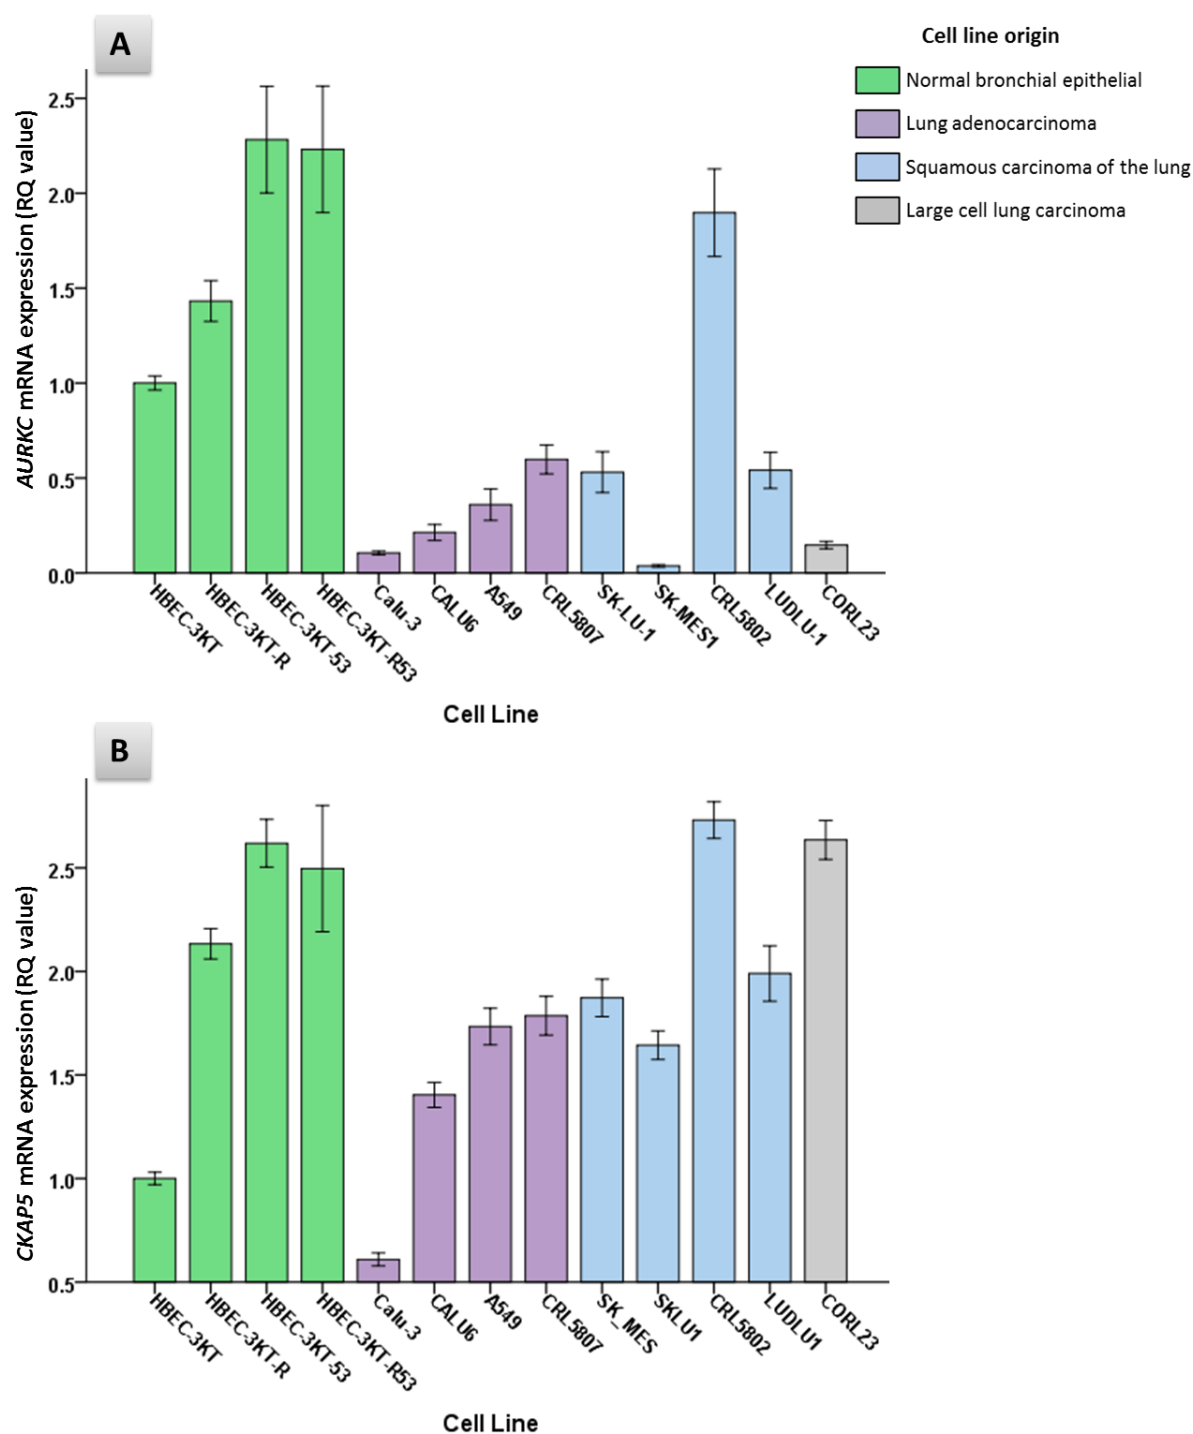 A
Cell line origin
Normal bronchial epithelial
Lung adenocarcinoma
Squamous carcinoma of the lung
Large cell lung carcinoma
AURKC mRNA expression (RQ value)
2.5
2.0
1.5
1.0
0.5
0.0
HBEC-3KT
HBEC-3KT-R
HBEC-3KT-53
HBEC-3KT-R53
Calu-3
CALU6
A549
CRL5807
SK-LU-1
SK-MES1
CRL5802
LUDLU-1
CORL23
Cell Line
B
CKAP5 mRNA expression (RQ value)
2.5
2.0
1.5
1.0
0.5
HBEC-3KT
HBEC-3KT-R
HBEC-3KT-53
HBEC-3KT-R53
Calu-3
CALU6
A549
CRL5807
SK_MES
SKLU1
CRL5802
LUDLU1
CORL23
Cell Line